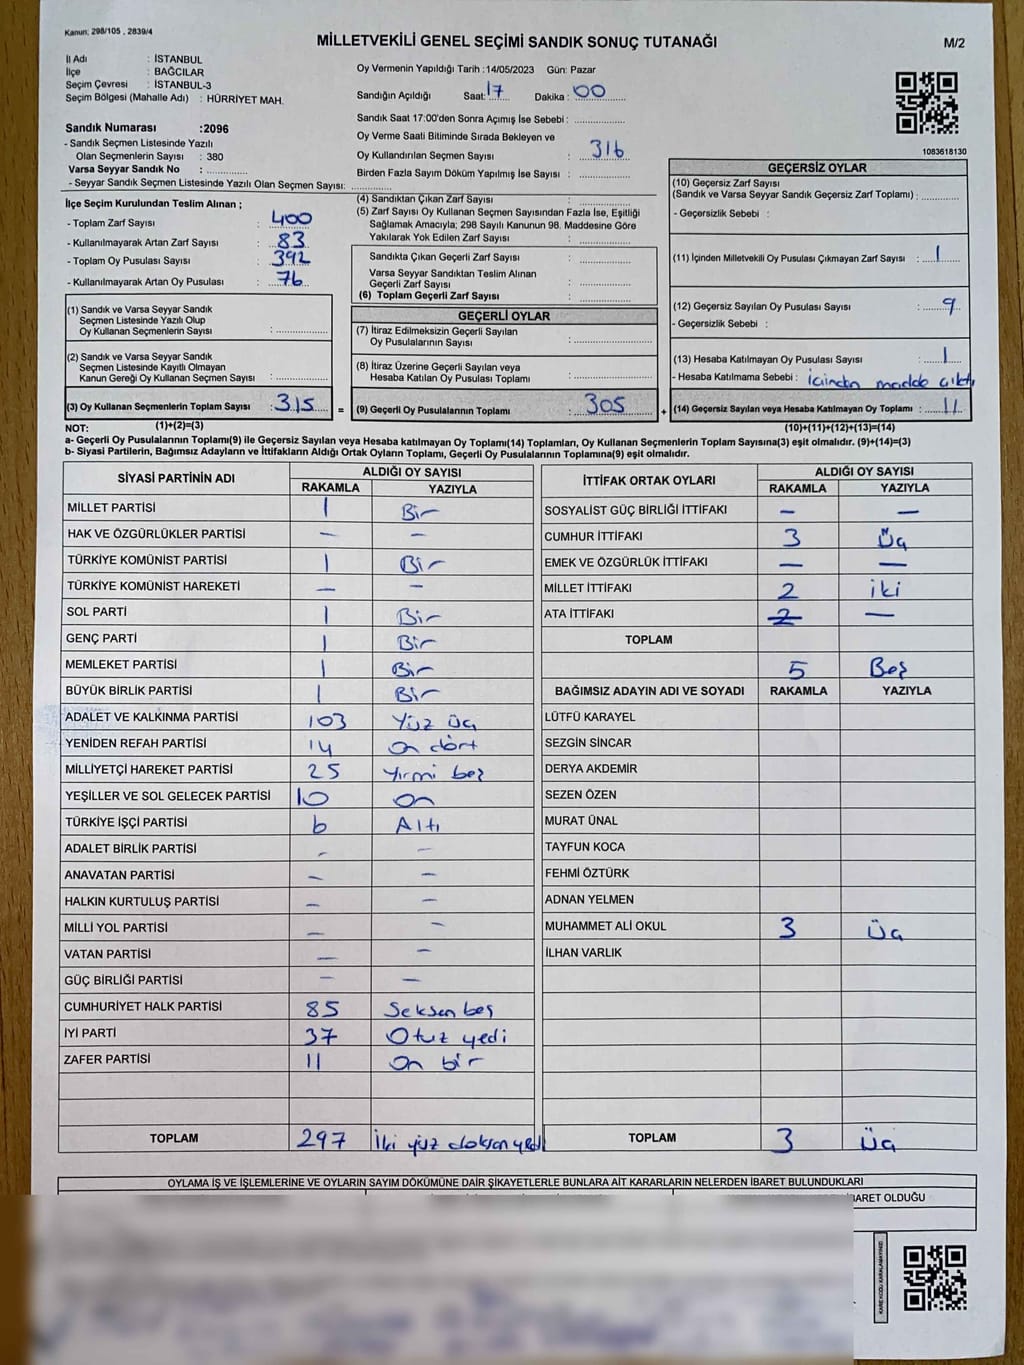 Kanun: 298/105 , 2839/4
MİLLETVEKİLİ GENEL SEÇİMİ SANDIK SONUÇ TUTANAĞI
M/2
İl Adı : İSTANBUL
İlçe : BAĞCILAR
Seçim Çevresi : İSTANBUL-3
Seçim Bölgesi (Mahalle Adı) : HÜRRİYET MAH.
Oy Vermenin Yapıldığı Tarih :14/05/2023 Gün: Pazar
Sandığın Açıldığı Saat: 17 Dakika : 00
Sandık Saat 17:00'den Sonra Açımış İse Sebebi :
Sandık Numarası :2096
- Sandık Seçmen Listesinde Yazılı
Olan Seçmenlerin Sayısı : 380
Varsa Seyyar Sandık No :
- Seyyar Sandık Seçmen Listesinde Yazılı Olan Seçmen Sayısı:
Oy Verme Saati Bitiminde Sırada Bekleyen ve
Oy Kullandırılan Seçmen Sayısı : 316
Birden Fazla Sayım Döküm Yapılmış İse Sayısı :
1083618130
İlçe Seçim Kurulundan Teslim Alınan ;
- Toplam Zarf Sayısı : 400
- Kullanılmayarak Artan Zarf Sayısı : 83
- Toplam Oy Pusulası Sayısı : 392
- Kullanılmayarak Artan Oy Pusulası : 76
(4) Sandıktan Çıkan Zarf Sayısı :
(5) Zarf Sayısı Oy Kullanan Seçmen Sayısından Fazla İse, Eşitliği
Sağlamak Amacıyla; 298 Sayılı Kanunun 98. Maddesine Göre
Yakılarak Yok Edilen Zarf Sayısı :
Sandıkta Çıkan Geçerli Zarf Sayısı :
Varsa Seyyar Sandıktan Teslim Alınan
Geçerli Zarf Sayısı :
(6) Toplam Geçerli Zarf Sayısı :
GEÇERSİZ OYLAR
(10) Geçersiz Zarf Sayısı
(Sandık ve Varsa Seyyar Sandık Geçersiz Zarf Toplamı) :
- Geçersizlik Sebebi :
(11) İçinden Milletvekili Oy Pusulası Çıkmayan Zarf Sayısı : 1
(12) Geçersiz Sayılan Oy Pusulası Sayısı : 9
- Geçersizlik Sebebi :
(13) Hesaba Katılmayan Oy Pusulası Sayısı : 1
- Hesaba Katılmama Sebebi : içinden madde çıktı
(14) Geçersiz Sayılan veya Hesaba Katılmayan Oy Toplamı : 11
(10)+(11)+(12)+(13)=(14)
(1) Sandık ve Varsa Seyyar Sandık
Seçmen Listesinde Yazılı Olup
Oy Kullanan Seçmenlerin Sayısı :
(2) Sandık ve Varsa Seyyar Sandık
Seçmen Listesinde Kayıtlı Olmayan
Kanun Gereği Oy Kullanan Seçmen Sayısı :
(3) Oy Kullanan Seçmenlerin Toplam Sayısı : 315 =
(1)+(2)=(3)
GEÇERLİ OYLAR
(7) İtiraz Edilmeksizin Geçerli Sayılan
Oy Pusulalarının Sayısı :
(8) İtiraz Üzerine Geçerli Sayılan veya
Hesaba Katılan Oy Pusulası Toplamı :
(9) Geçerli Oy Pusulalarının Toplamı : 305 +
NOT:
a- Geçerli Oy Pusulalarının Toplamı(9) ile Geçersiz Sayılan veya Hesaba katılmayan Oy Toplamı(14) Toplamları, Oy Kullanan Seçmenlerin Toplam Sayısına(3) eşit olmalıdır. (9)+(14)=(3)
b- Siyasi Partilerin, Bağımsız Adayların ve İttifakların Aldığı Ortak Oyların Toplamı, Geçerli Oy Pusulalarının Toplamına(9) eşit olmalıdır.
SİYASİ PARTİNİN ADI ALDIĞI OY SAYISI
RAKAMLA YAZIYLA
MİLLET PARTİSİ 1 Bir
HAK VE ÖZGÜRLÜKLER PARTİSİ - -
TÜRKİYE KOMÜNİST PARTİSİ 1 Bir
TÜRKİYE KOMÜNİST HAREKETİ - -
SOL PARTİ 1 Bir
GENÇ PARTİ 1 Bir
MEMLEKET PARTİSİ 1 Bir
BÜYÜK BİRLİK PARTİSİ 1 Bir
ADALET VE KALKINMA PARTİSİ 103 Yüz üç
YENİDEN REFAH PARTİSİ 14 On dört
MİLLİYETÇİ HAREKET PARTİSİ 25 Yirmi beş
YEŞİLLER VE SOL GELECEK PARTİSİ 10 On
TÜRKİYE İŞÇİ PARTİSİ 6 Altı
ADALET BİRLİK PARTİSİ - -
ANAVATAN PARTİSİ - -
HALKIN KURTULUŞ PARTİSİ - -
MİLLİ YOL PARTİSİ - -
VATAN PARTİSİ - -
GÜÇ BİRLİĞİ PARTİSİ - -
CUMHURİYET HALK PARTİSİ 85 Seksen beş
İYİ PARTİ 37 Otuz yedi
ZAFER PARTİSİ 11 On bir
TOPLAM 297 İki yüz doksan yedi
İTTİFAK ORTAK OYLARI ALDIĞI OY SAYISI
RAKAMLA YAZIYLA
SOSYALİST GÜÇ BİRLİĞİ İTTİFAKI - -
CUMHUR İTTİFAKI 3 Üç
EMEK VE ÖZGÜRLÜK İTTİFAKI - -
MİLLET İTTİFAKI 2 iki
ATA İTTİFAKI 2 -
TOPLAM
5 Beş
BAĞIMSIZ ADAYIN ADI VE SOYADI RAKAMLA YAZIYLA
LÜTFÜ KARAYEL
SEZGİN SİNCAR
DERYA AKDEMİR
SEZEN ÖZEN
MURAT ÜNAL
TAYFUN KOCA
FEHMİ ÖZTÜRK
ADNAN YELMEN
MUHAMMET ALİ OKUL 3 Üç
İLHAN VARLIK
TOPLAM 3 Üç
OYLAMA İŞ VE İŞLEMLERİNE VE OYLARIN SAYIM DÖKÜMÜNE DAİR ŞİKAYETLERLE BUNLARA AİT KARARLARIN NELERDEN İBARET BULUNDUKLARI
İBARET OLDUĞU
KARE KODU KARALAMAYINIZ!